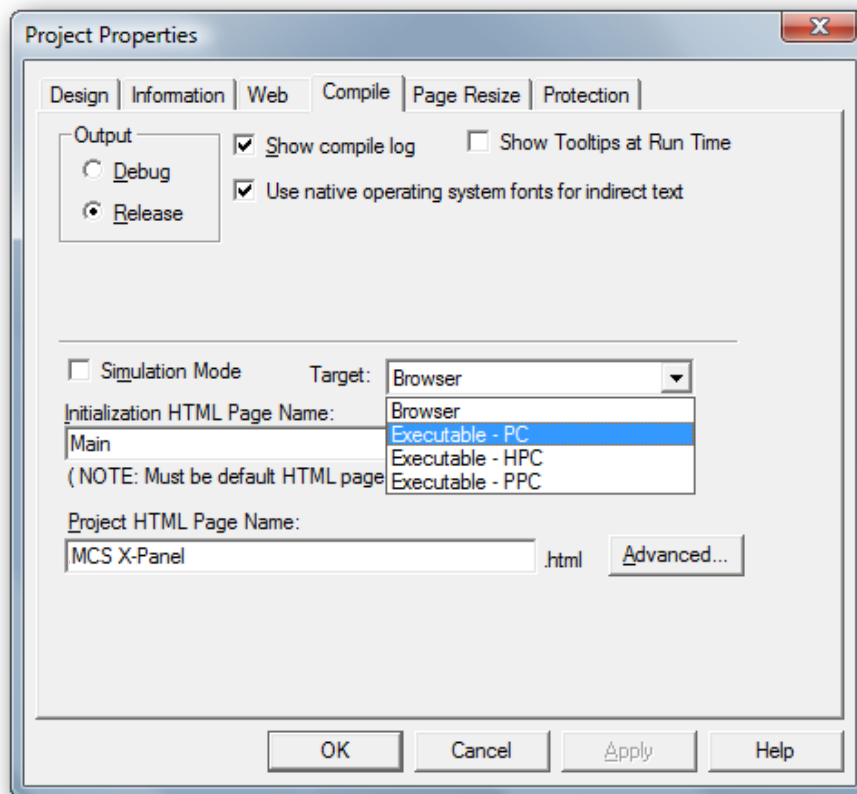 Project Properties
Design Information Web Compile Page Resize Protection
Output
Debug
Release
Show compile log
Show Tooltips at Run Time
Use native operating system fonts for indirect text
Simulation Mode
Target: Browser
Browser
Executable - PC
Executable - HPC
Executable - PPC
Initialization HTML Page Name:
Main
( NOTE: Must be default HTML page
Project HTML Page Name:
MCS X-Panel .html Advanced...
OK Cancel Apply Help